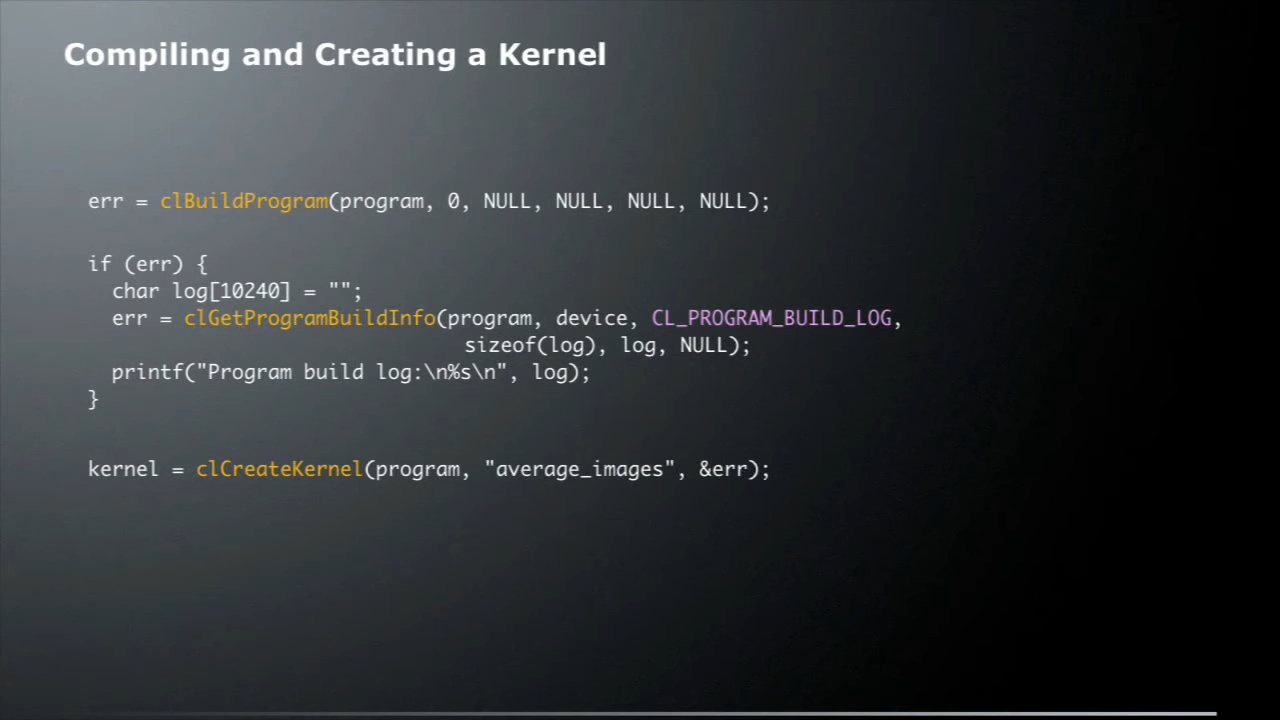 Compiling and Creating a Kernel
err = clBuildProgram(program, 0, NULL, NULL, NULL, NULL);
if (err) {
char log[10240] = "";
err = clGetProgramBuildInfo(program, device, CL_PROGRAM_BUILD_LOG,
sizeof(log), log, NULL);
printf("Program build log:\n%s\n", log);
}
kernel = clCreateKernel(program, "average_images", &err);